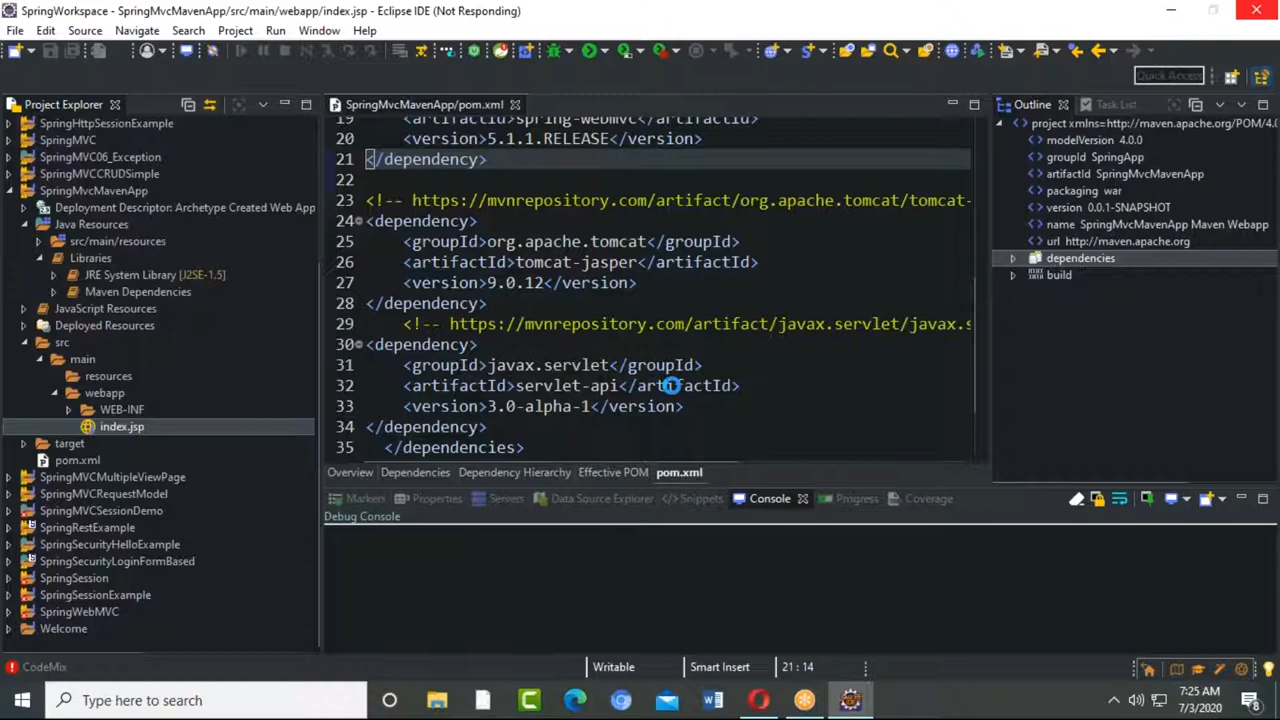 SpringWorkspace - SpringMvcMavenApp/src/main/webapp/index.jsp - Eclipse IDE (Not Responding)
File Edit Source Navigate Search Project Run Window Help
Quick Access
Project Explorer
SpringHttpSessionExample
SpringMVC
SpringMVC06_Exception
SpringMVCCRUDSimple
SpringMvcMavenApp
Deployment Descriptor: Archetype Created Web App
Java Resources
src/main/resources
Libraries
JRE System Library [J2SE-1.5]
Maven Dependencies
JavaScript Resources
Deployed Resources
src
main
resources
webapp
WEB-INF
index.jsp
target
pom.xml
SpringMVCMultipleViewPage
SpringMVCRequestModel
SpringMVCSessionDemo
SpringRestExample
SpringSecurityHelloExample
SpringSecurityLoginFormBased
SpringSession
SpringSessionExample
SpringWebMVC
Welcome
SpringMvcMavenApp/pom.xml
19 <artifactId>spring-webmvc</artifactId>
20 <version>5.1.1.RELEASE</version>
21 </dependency>
22
23 <!-- https://mvnrepository.com/artifact/org.apache.tomcat/tomcat-
24 <dependency>
25 <groupId>org.apache.tomcat</groupId>
26 <artifactId>tomcat-jasper</artifactId>
27 <version>9.0.12</version>
28 </dependency>
29 <!-- https://mvnrepository.com/artifact/javax.servlet/javax.s
30 <dependency>
31 <groupId>javax.servlet</groupId>
32 <artifactId>servlet-api</artifactId>
33 <version>3.0-alpha-1</version>
34 </dependency>
35 </dependencies>
Overview Dependencies Dependency Hierarchy Effective POM pom.xml
Outline Task List
project xmlns=http://maven.apache.org/POM/4.0
modelVersion 4.0.0
groupId SpringApp
artifactId SpringMvcMavenApp
packaging war
version 0.0.1-SNAPSHOT
name SpringMvcMavenApp Maven Webapp
url http://maven.apache.org
dependencies
build
Markers Properties Servers Data Source Explorer Snippets Console Progress Coverage
Debug Console
CodeMix
Writable Smart Insert 21 : 14
Type here to search
7:25 AM
7/3/2020
8